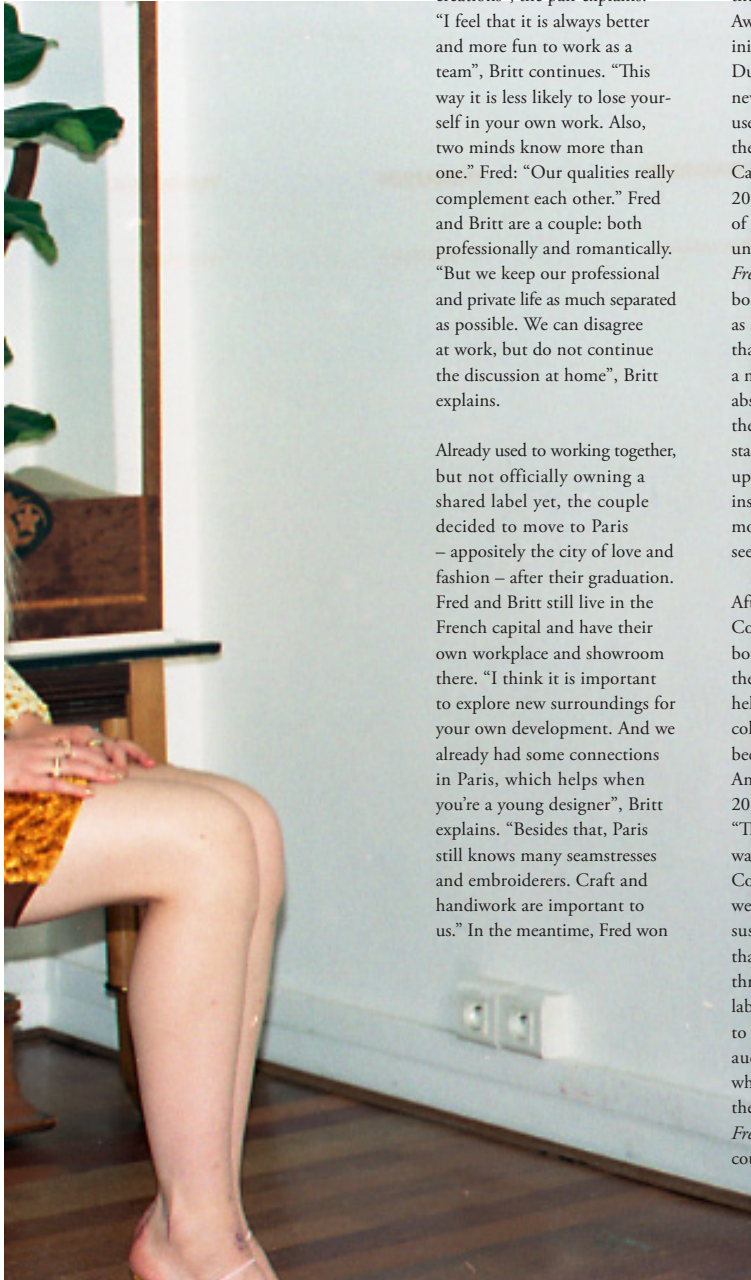 creations”, the pair explains.
“I feel that it is always better
and more fun to work as a
team”, Britt continues. “This
way it is less likely to lose your-
self in your own work. Also,
two minds know more than
one.” Fred: “Our qualities really
complement each other.” Fred
and Britt are a couple: both
professionally and romantically.
“But we keep our professional
and private life as much separated
as possible. We can disagree
at work, but do not continue
the discussion at home”, Britt
explains.
Already used to working together,
but not officially owning a
shared label yet, the couple
decided to move to Paris
– appositely the city of love and
fashion – after their graduation.
Fred and Britt still live in the
French capital and have their
own workplace and showroom
there. “I think it is important
to explore new surroundings for
your own development. And we
already had some connections
in Paris, which helps when
you’re a young designer”, Britt
explains. “Besides that, Paris
still knows many seamstresses
and embroiderers. Craft and
handiwork are important to
us.” In the meantime, Fred won